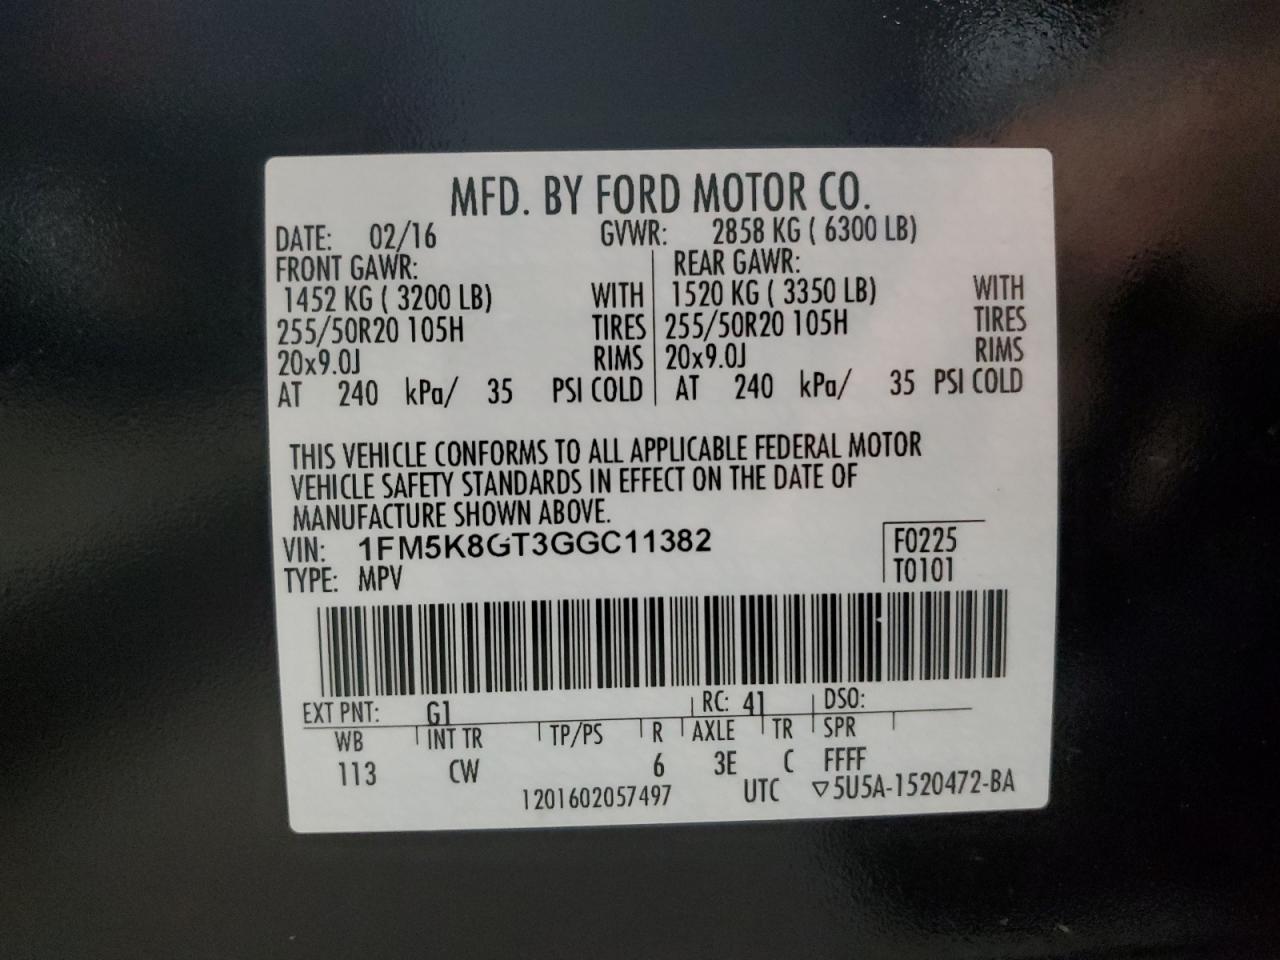 MFD. BY FORD MOTOR CO.
DATE: 02/16 GVWR: 2858 KG ( 6300 LB)
FRONT GAWR: REAR GAWR:
1452 KG ( 3200 LB) WITH 1520 KG ( 3350 LB) WITH
255/50R20 105H TIRES 255/50R20 105H TIRES
20x9.0J RIMS 20x9.0J RIMS
AT 240 kPa/ 35 PSI COLD AT 240 kPa/ 35 PSI COLD
THIS VEHICLE CONFORMS TO ALL APPLICABLE FEDERAL MOTOR
VEHICLE SAFETY STANDARDS IN EFFECT ON THE DATE OF
MANUFACTURE SHOWN ABOVE.
VIN: 1FM5K8GT3GGC11382 F0225
TYPE: MPV T0101
EXT PNT: G1 RC: 41 DSO:
WB INT TR TP/PS R AXLE TR SPR
113 CW 6 3E C FFFF
1201602057497 UTC ▽5U5A-1520472-BA